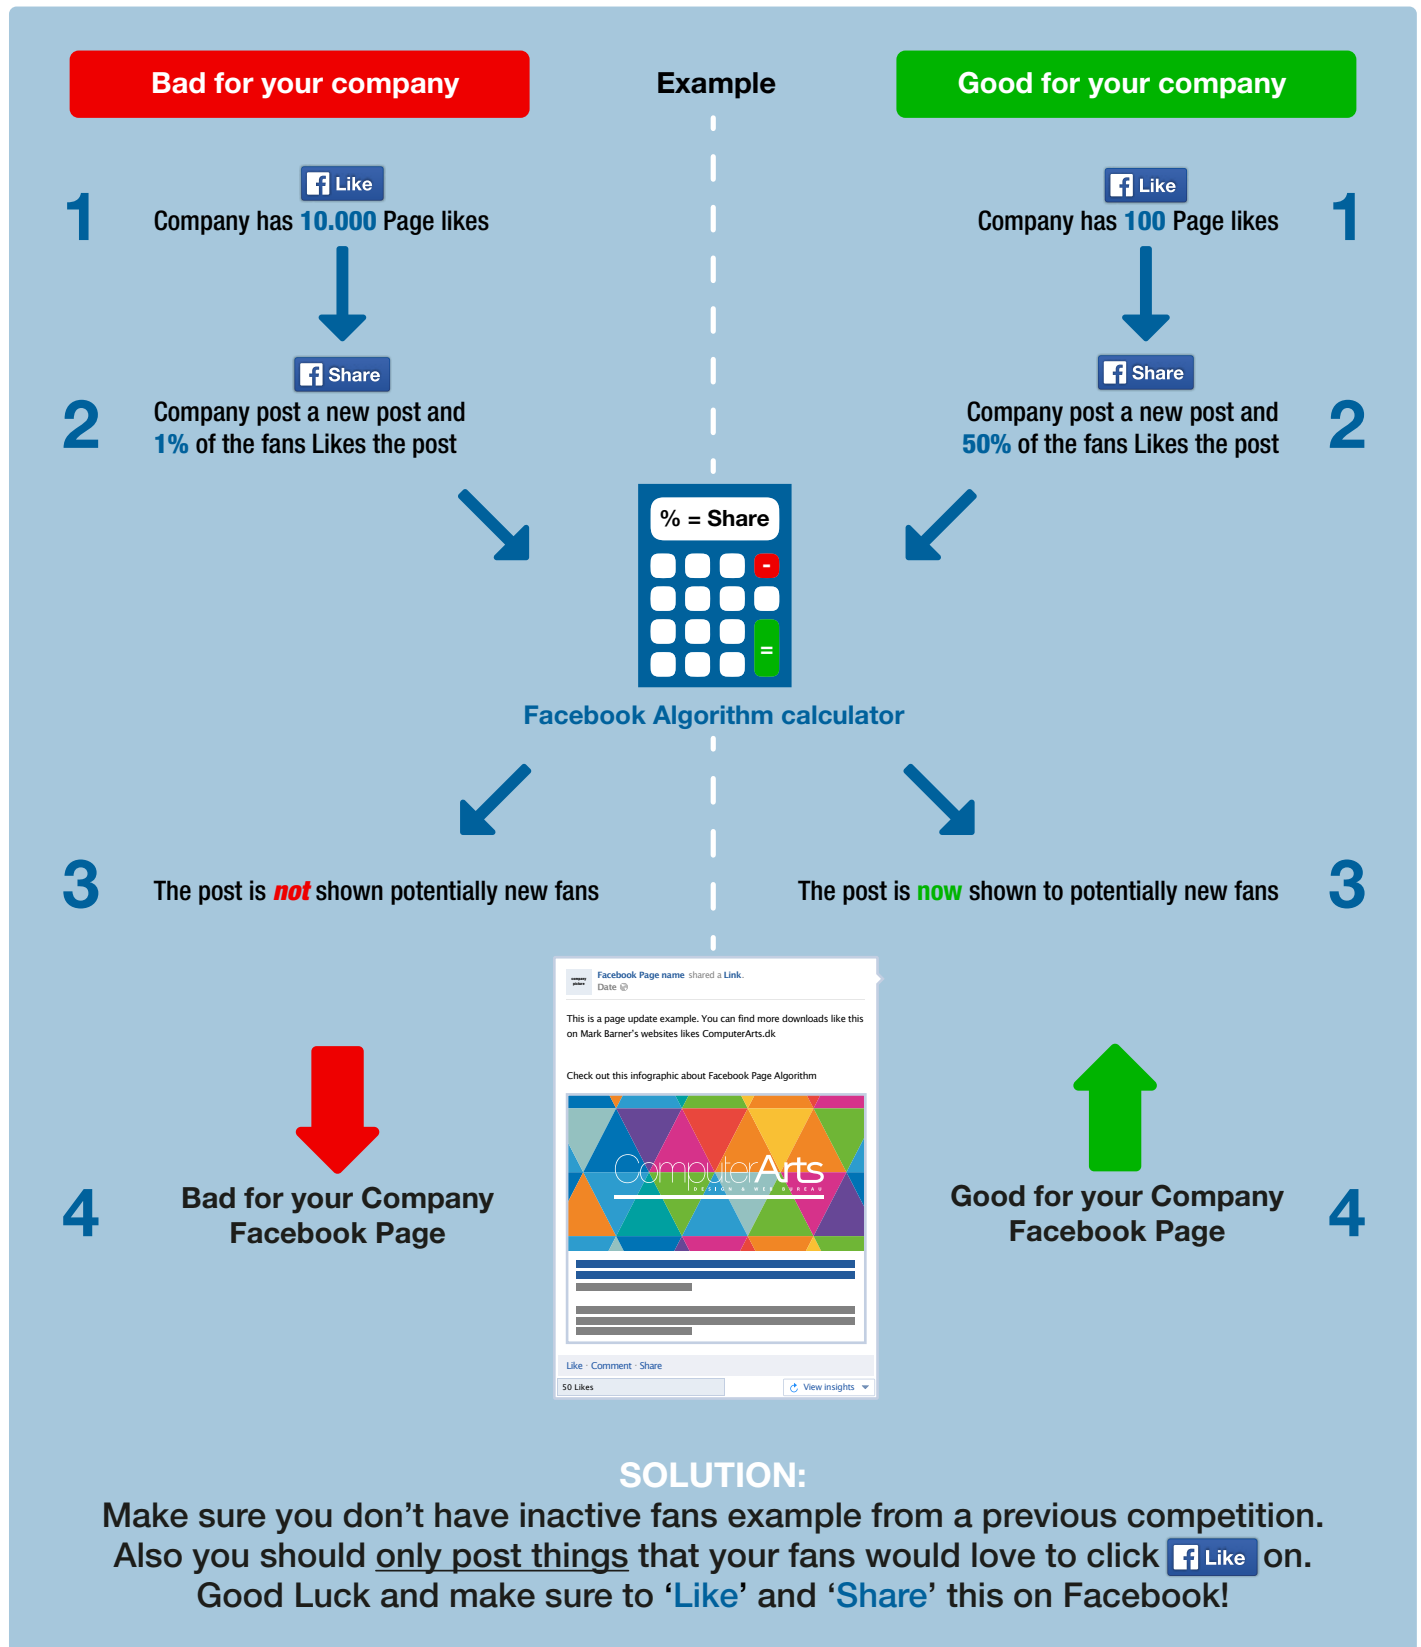 Bad for your company
Example
Good for your company
1
Like
Company has 10.000 Page likes
Like
Company has 100 Page likes
1
2
Share
Company post a new post and
1% of the fans Likes the post
Share
Company post a new post and
50% of the fans Likes the post
2
% = Share
-
=
Facebook Algorithm calculator
3
The post is not shown potentially new fans
The post is now shown to potentially new fans
3
company
picture
Facebook Page name shared a Link.
Date
This is a page update example. You can find more downloads like this
on Mark Barner's websites likes ComputerArts.dk
Check out this infographic about Facebook Page Algorithm
ComputerArts
DESIGN & WEB BUREAU
Like · Comment · Share
50 Likes
View insights
4
Bad for your Company
Facebook Page
Good for your Company
Facebook Page
4
SOLUTION:
Make sure you don't have inactive fans example from a previous competition.
Also you should only post things that your fans would love to click Like on.
Good Luck and make sure to 'Like' and 'Share' this on Facebook!